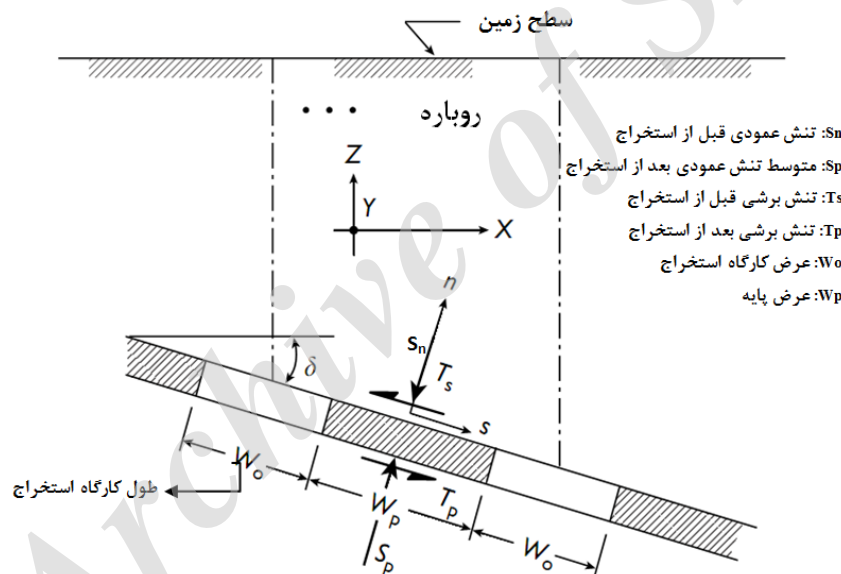 سطح زمین
روباره
Z
Y
X
Sn: تنش عمودی قبل از استخراج
Sp: متوسط تنش عمودی بعد از استخراج
Ts: تنش برشی قبل از استخراج
Tp: تنش برشی بعد از استخراج
Wo: عرض کارگاه استخراج
Wp: عرض پایه
n
Sn
Ts
δ
s
Wo
طول کارگاه استخراج
Wp
Tp
Sp
Wo
Archive of S